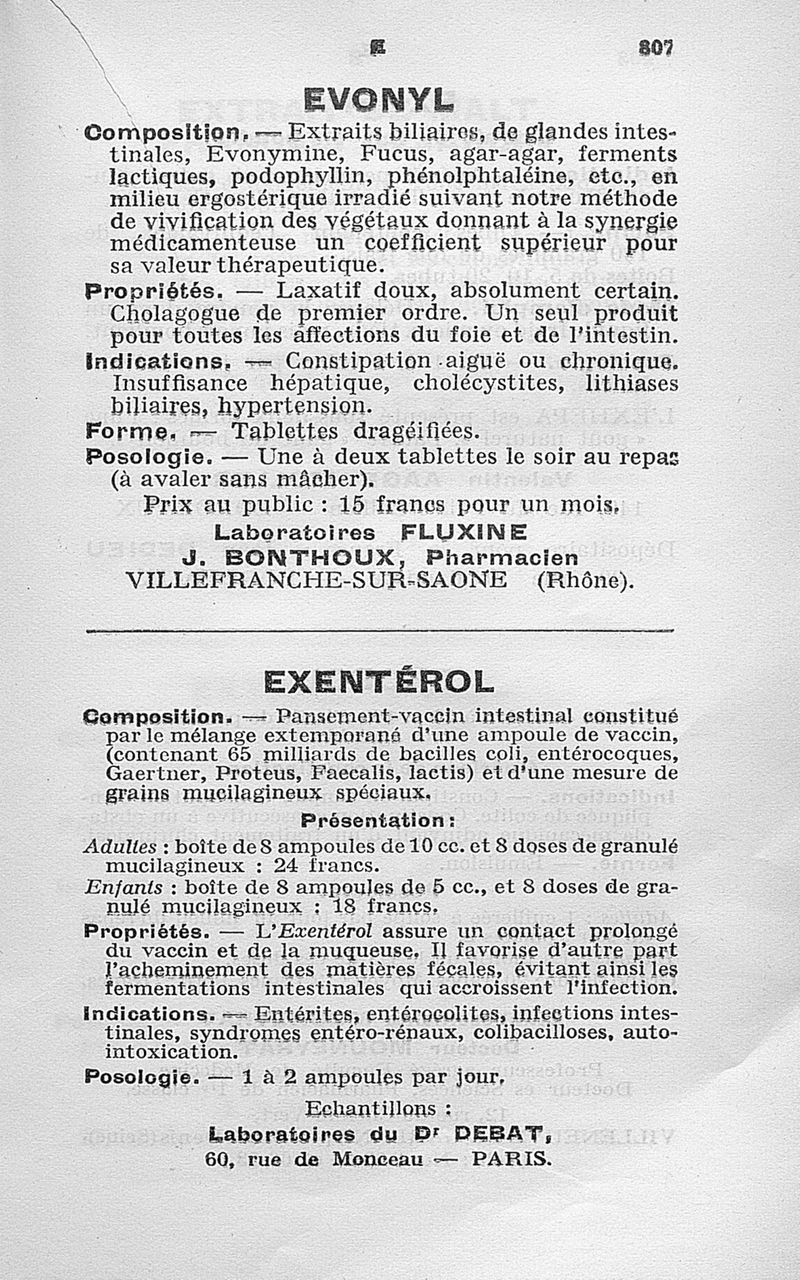 E 807
EVONYL
Composition. — Extraits biliaires, de glandes intes-
tinales, Evonymine, Fucus, agar-agar, ferments
lactiques, podophyllin, phénolphtaléine, etc., en
milieu ergostérique irradié suivant notre méthode
de vivification des végétaux donnant à la synergie
médicamenteuse un coefficient supérieur pour
sa valeur thérapeutique.
Propriétés. — Laxatif doux, absolument certain.
Cholagogue de premier ordre. Un seul produit
pour toutes les affections du foie et de l'intestin.
Indications. — Constipation aiguë ou chronique.
Insuffisance hépatique, cholécystites, lithiases
biliaires, hypertension.
Forme. — Tablettes dragéifiées.
Posologie. — Une à deux tablettes le soir au repas
(à avaler sans mâcher).
Prix au public : 15 francs pour un mois.
Laboratoires FLUXINE
J. BONTHOUX, Pharmacien
VILLEFRANCHE-SUR-SAONE (Rhône).
EXENTÉROL
Composition. — Pansement-vaccin intestinal constitué
par le mélange extemporané d'une ampoule de vaccin,
(contenant 65 milliards de bacilles coli, entérocoques,
Gaertner, Proteus, Faecalis, lactis) et d'une mesure de
grains mucilagineux spéciaux.
Présentation :
Adultes : boîte de 8 ampoules de 10 cc. et 8 doses de granulé
mucilagineux : 24 francs.
Enfants : boîte de 8 ampoules de 5 cc., et 8 doses de gra-
nulé mucilagineux : 18 francs.
Propriétés. — L'Exentérol assure un contact prolongé
du vaccin et de la muqueuse. Il favorise d'autre part
l'acheminement des matières fécales, évitant ainsi les
fermentations intestinales qui accroissent l'infection.
Indications. — Entérites, entérocolites, infections intes-
tinales, syndromes entéro-rénaux, colibacilloses, auto-
intoxication.
Posologie. — 1 à 2 ampoules par jour.
Echantillons :
Laboratoires du Dr DEBAT,
60, rue de Monceau — PARIS.